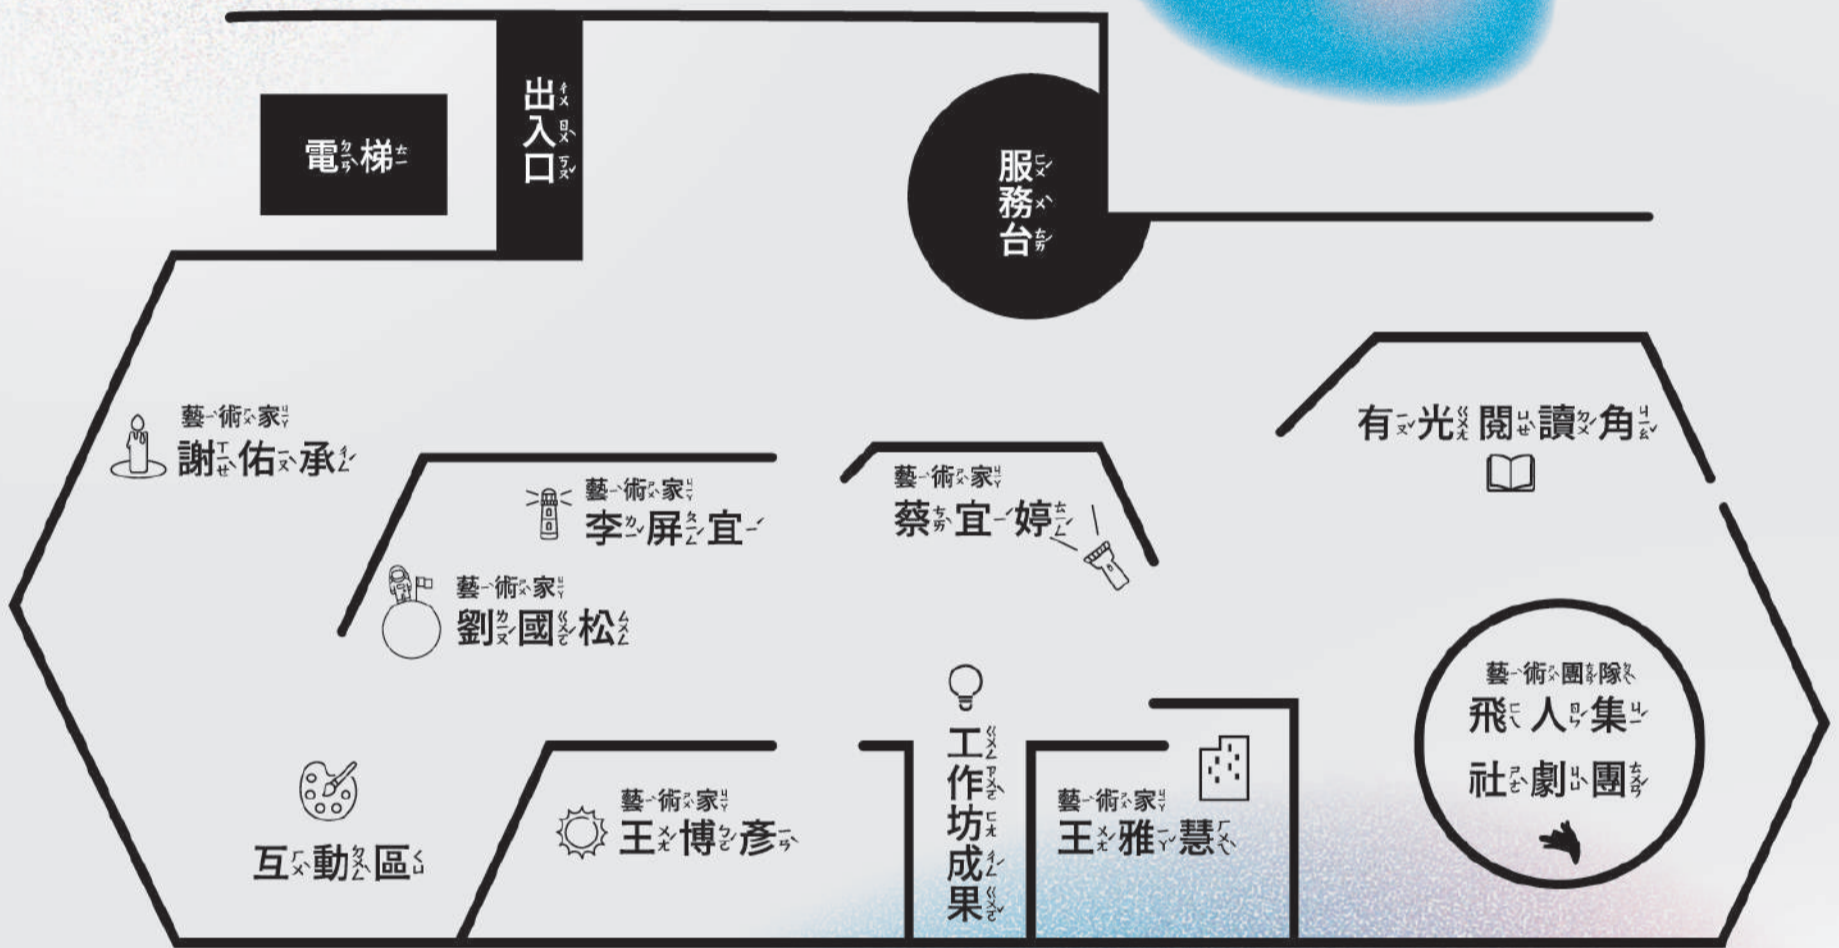 電梯
出入口
服務台
藝術家
謝佑承
藝術家
李屏宜
藝術家
劉國松
藝術家
蔡宜婷
有光閱讀角
藝術團隊
飛人集
社劇團
互動區
藝術家
王博彥
工作坊成果
藝術家
王雅慧